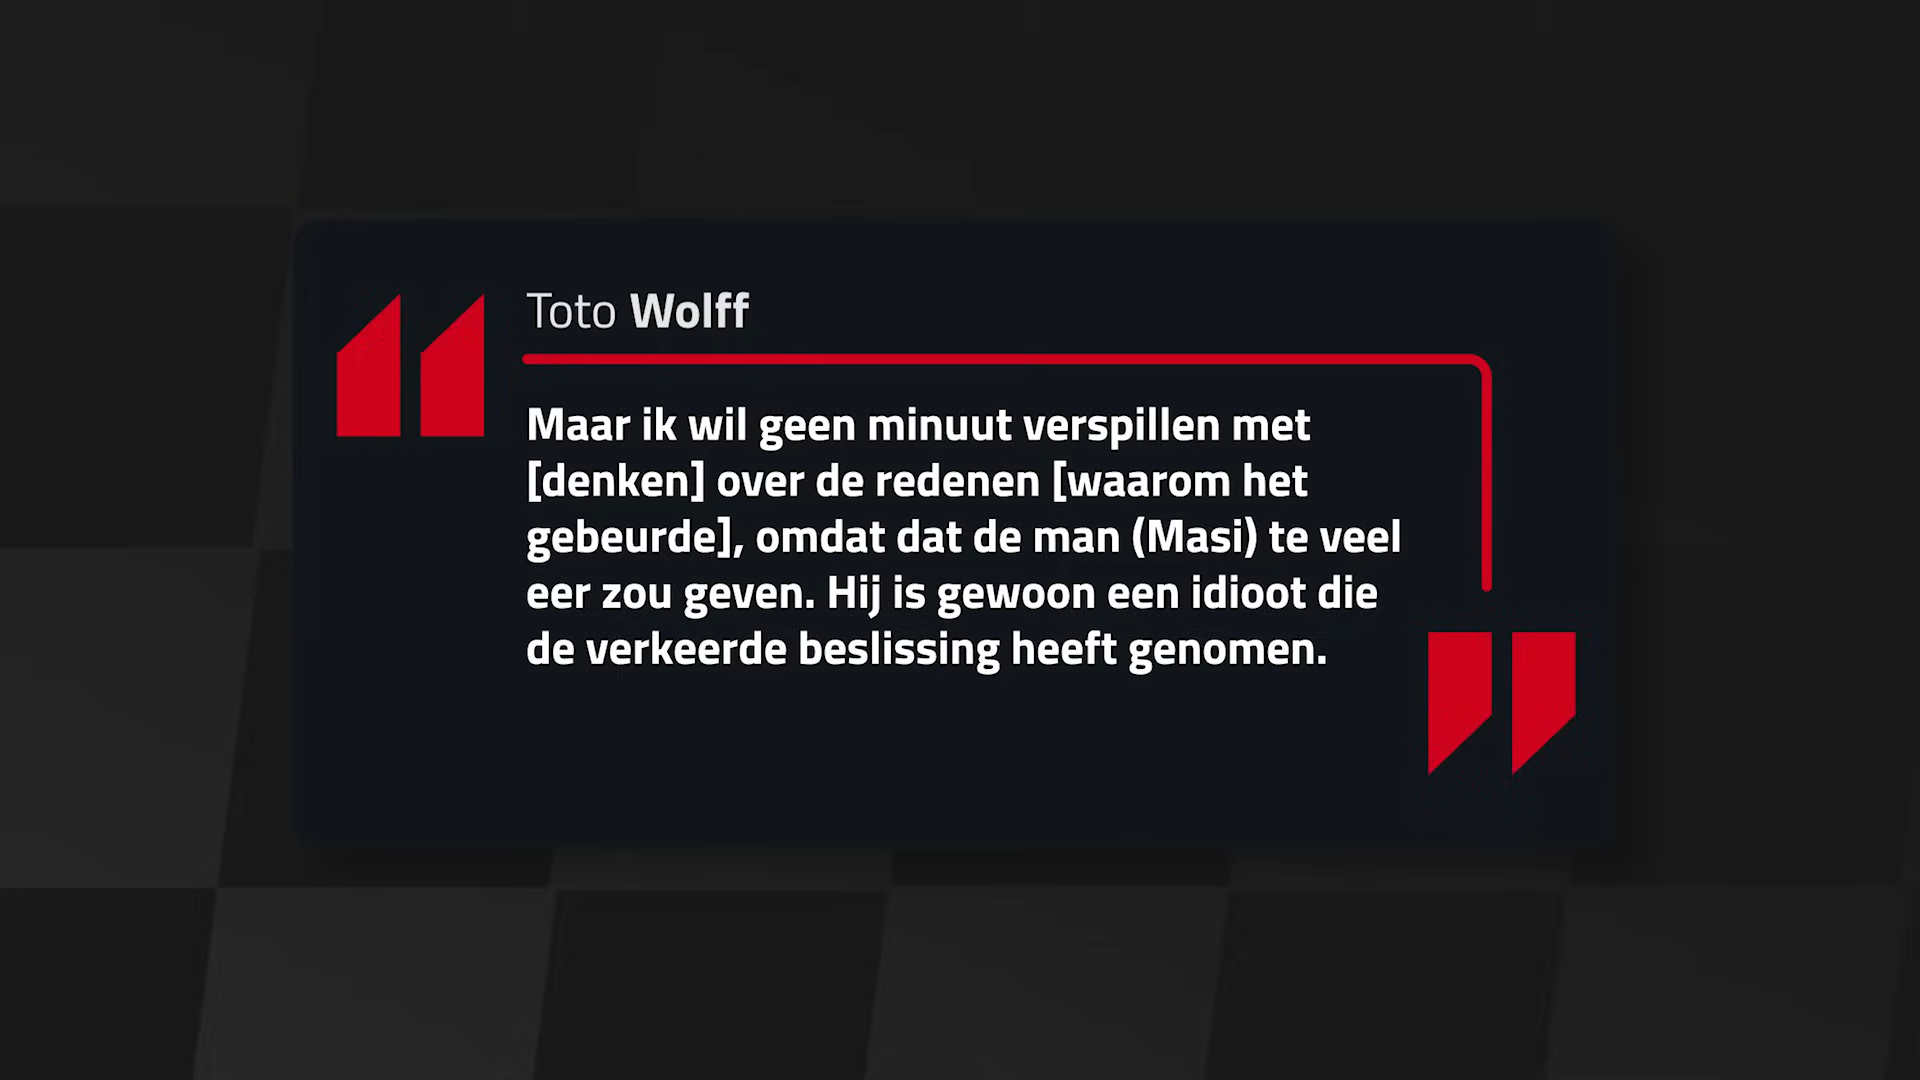 Toto Wolff
Maar ik wil geen minuut verspillen met
[denken] over de redenen [waarom het
gebeurde], omdat dat de man (Masi) te veel
eer zou geven. Hij is gewoon een idioot die
de verkeerde beslissing heeft genomen.